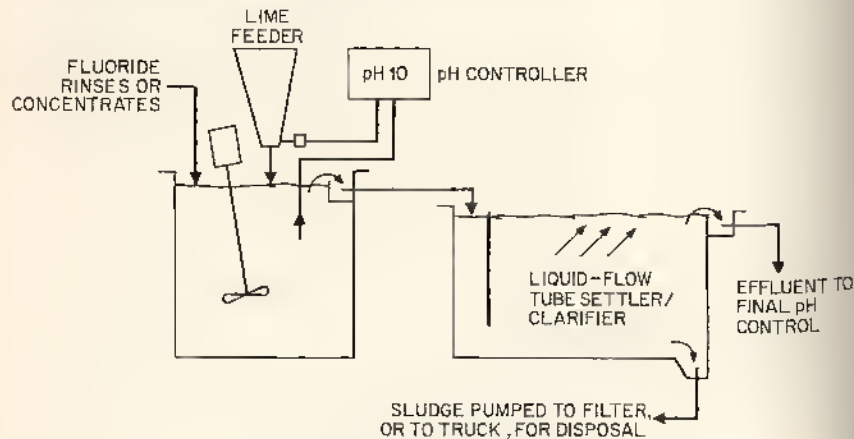 LIME
FEEDER
FLUORIDE
RINSES OR
CONCENTRATES
pH 10
pH CONTROLLER
LIQUID-FLOW
TUBE SETTLER/
CLARIFIER
EFFLUENT TO
FINAL pH
CONTROL
SLUDGE PUMPED TO FILTER,
OR TO TRUCK, FOR DISPOSAL